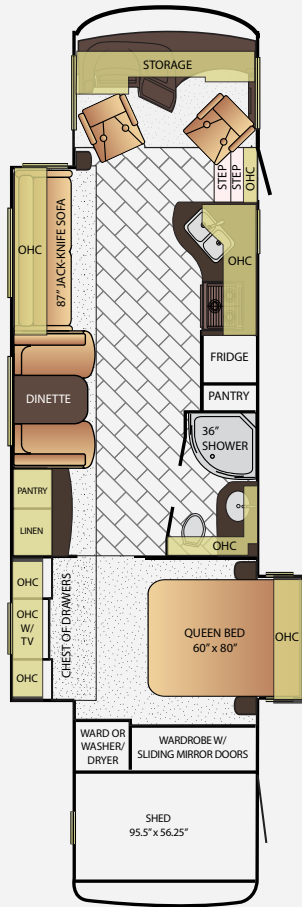 STORAGE
STEP
STEP
OHC
OHC
87" JACK-KNIFE SOFA
OHC
FRIDGE
DINETTE
PANTRY
36"
SHOWER
PANTRY
LINEN
OHC
OHC
OHC
W/
TV
OHC
CHEST OF DRAWERS
QUEEN BED
60" x 80"
OHC
WARD OR
WASHER/
DRYER
WARDROBE W/
SLIDING MIRROR DOORS
SHED
95.5" x 56.25"